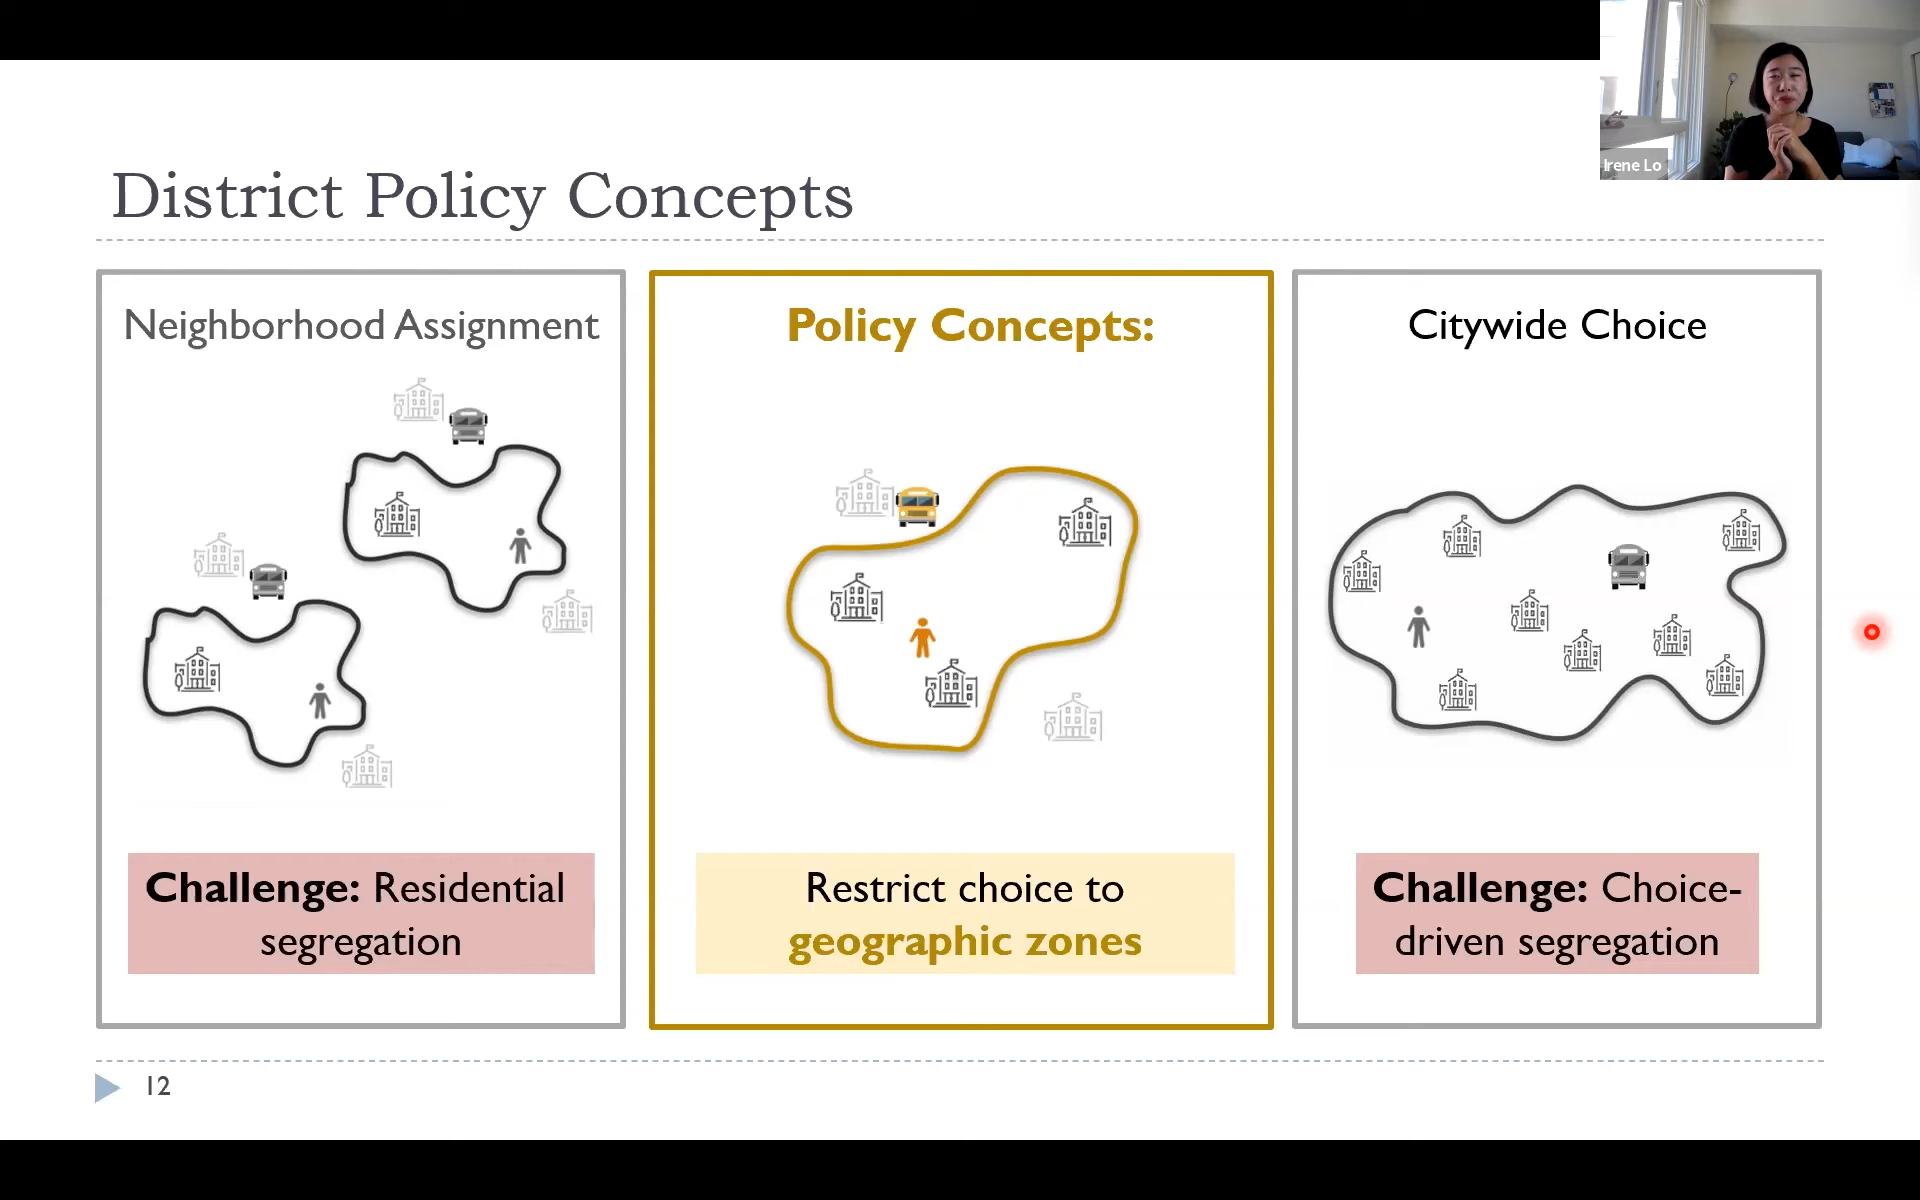 Irene Lo
District Policy Concepts
Neighborhood Assignment
Challenge: Residential
segregation
Policy Concepts:
Restrict choice to
geographic zones
Citywide Choice
Challenge: Choice-
driven segregation
12